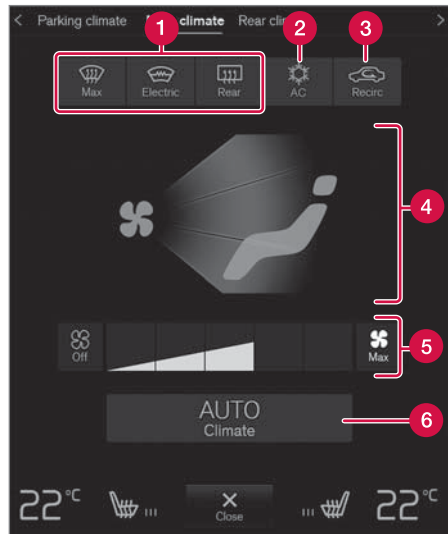 Parking climate climate Rear cli
1 2 3
Max Electric Rear AC Recirc
4
Off Max 5
AUTO 6
Climate
22°C Close 22°C